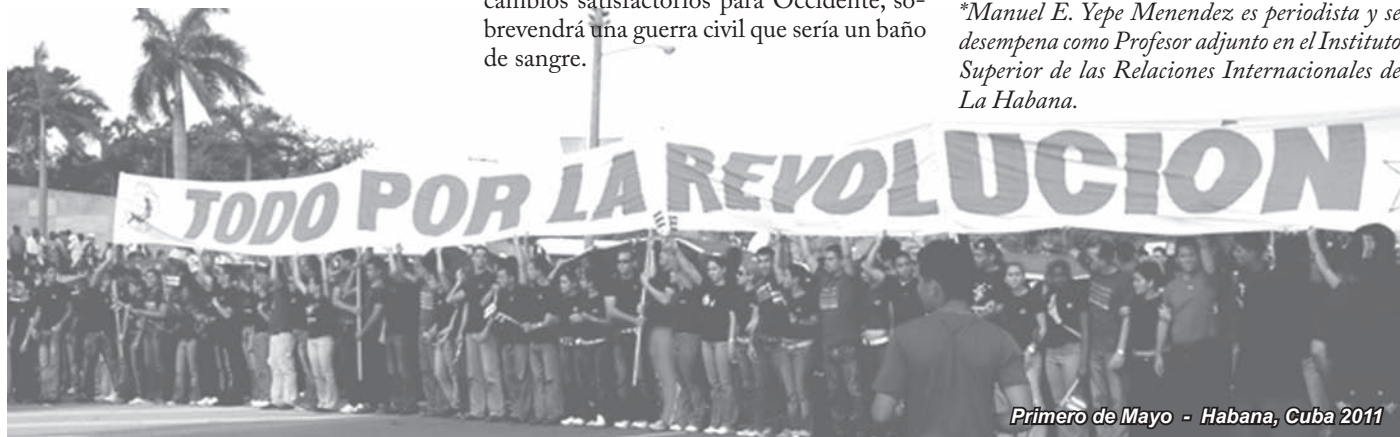 cambios satisfactorios para Occidente, so-
brevendrá una guerra civil que sería un baño
de sangre.
*Manuel E. Yepe Menendez es periodista y se
desempena como Profesor adjunto en el Instituto
Superior de las Relaciones Internacionales de
La Habana.
TODO POR LA REVOLUCION
Primero de Mayo - Habana, Cuba 2011